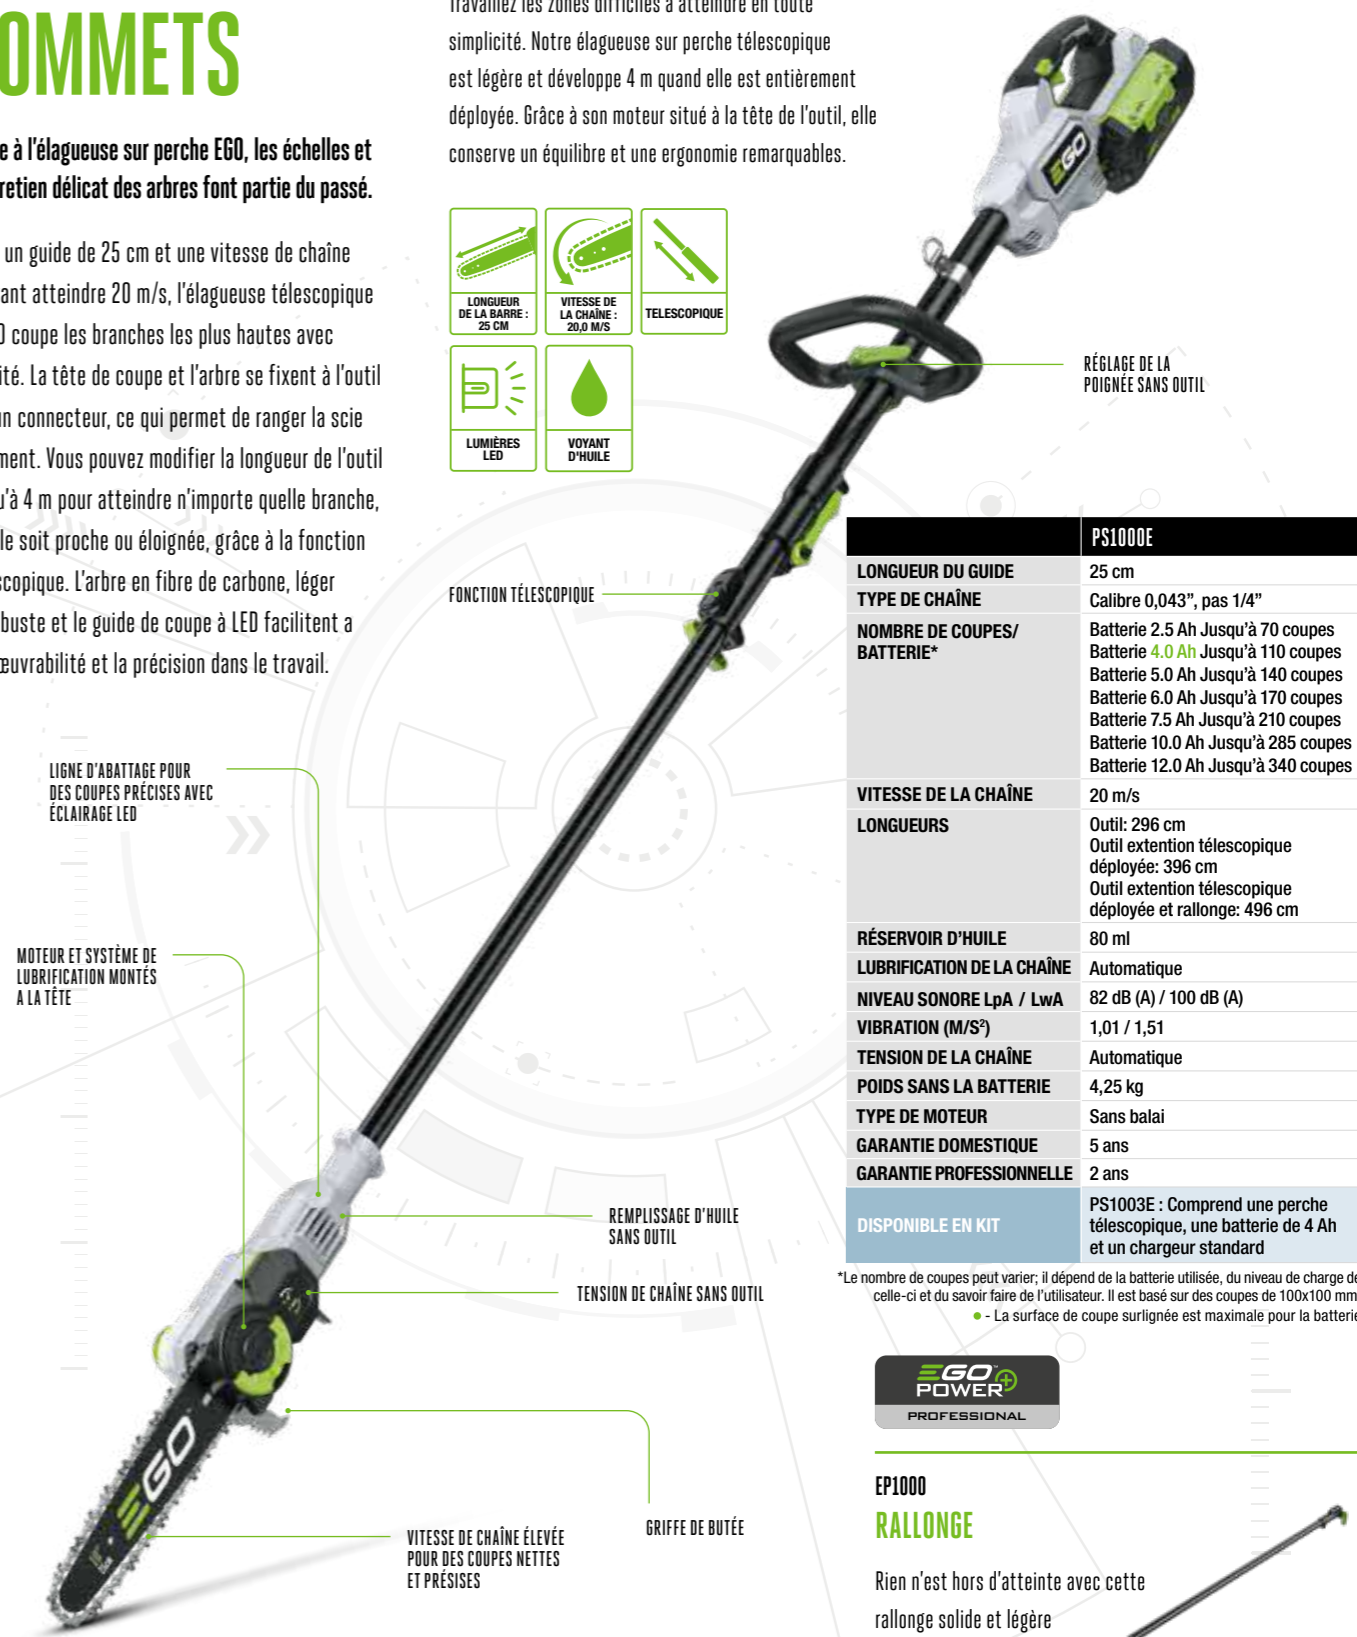 OMMETS
e à l'élagueuse sur perche EGO, les échelles et
retien délicat des arbres font partie du passé.
un guide de 25 cm et une vitesse de chaîne
ant atteindre 20 m/s, l'élagueuse télescopique
O coupe les branches les plus hautes avec
ité. La tête de coupe et l'arbre se fixent à l'outil
un connecteur, ce qui permet de ranger la scie
ment. Vous pouvez modifier la longueur de l'outil
u'à 4 m pour atteindre n'importe quelle branche,
le soit proche ou éloignée, grâce à la fonction
scopique. L'arbre en fibre de carbone, léger
buste et le guide de coupe à LED facilitent a
œuvrabilité et la précision dans le travail.
Travaillez les zones difficiles à atteindre en toute
simplicité. Notre élagueuse sur perche télescopique
est légère et développe 4 m quand elle est entièrement
déployée. Grâce à son moteur situé à la tête de l'outil, elle
conserve un équilibre et une ergonomie remarquables.
LONGUEUR
DE LA BARRE :
25 CM
VITESSE DE
LA CHAÎNE :
20,0 M/S
TELESCOPIQUE
LUMIÈRES
LED
VOYANT
D'HUILE
EGO
RÉGLAGE DE LA
POIGNÉE SANS OUTIL
FONCTION TÉLESCOPIQUE
LIGNE D'ABATTAGE POUR
DES COUPES PRÉCISES AVEC
ÉCLAIRAGE LED
MOTEUR ET SYSTÈME DE
LUBRIFICATION MONTÉS
A LA TÊTE
REMPLISSAGE D'HUILE
SANS OUTIL
TENSION DE CHAÎNE SANS OUTIL
GRIFFE DE BUTÉE
VITESSE DE CHAÎNE ÉLEVÉE
POUR DES COUPES NETTES
ET PRÉSISES
EGO
PS1000E
LONGUEUR DU GUIDE 25 cm
TYPE DE CHAÎNE Calibre 0,043”, pas 1/4”
NOMBRE DE COUPES/
BATTERIE*
Batterie 2.5 Ah Jusqu'à 70 coupes
Batterie 4.0 Ah Jusqu'à 110 coupes
Batterie 5.0 Ah Jusqu'à 140 coupes
Batterie 6.0 Ah Jusqu'à 170 coupes
Batterie 7.5 Ah Jusqu'à 210 coupes
Batterie 10.0 Ah Jusqu'à 285 coupes
Batterie 12.0 Ah Jusqu'à 340 coupes
VITESSE DE LA CHAÎNE 20 m/s
LONGUEURS Outil: 296 cm
Outil extention télescopique
déployée: 396 cm
Outil extention télescopique
déployée et rallonge: 496 cm
RÉSERVOIR D'HUILE 80 ml
LUBRIFICATION DE LA CHAÎNE Automatique
NIVEAU SONORE LpA / LwA 82 dB (A) / 100 dB (A)
VIBRATION (M/S²) 1,01 / 1,51
TENSION DE LA CHAÎNE Automatique
POIDS SANS LA BATTERIE 4,25 kg
TYPE DE MOTEUR Sans balai
GARANTIE DOMESTIQUE 5 ans
GARANTIE PROFESSIONNELLE 2 ans
DISPONIBLE EN KIT
PS1003E : Comprend une perche
télescopique, une batterie de 4 Ah
et un chargeur standard
*Le nombre de coupes peut varier; il dépend de la batterie utilisée, du niveau de charge de
celle-ci et du savoir faire de l'utilisateur. Il est basé sur des coupes de 100x100 mm
● - La surface de coupe surlignée est maximale pour la batterie
EGO
POWER+
PROFESSIONAL
EP1000
RALLONGE
Rien n'est hors d'atteinte avec cette
rallonge solide et légère